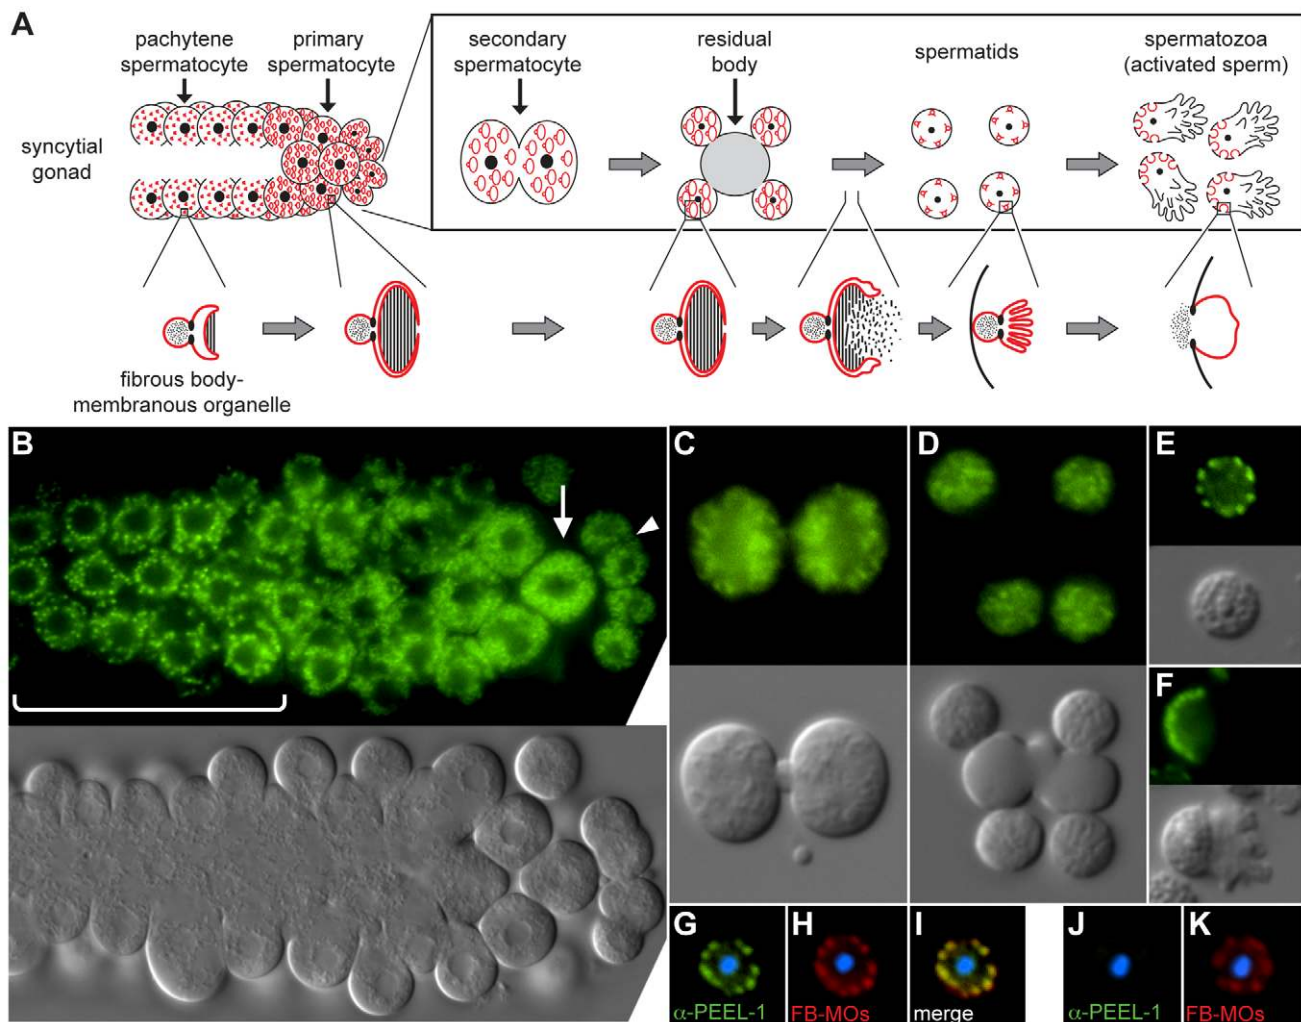 A
pachytene
spermatocyte
primary
spermatocyte
secondary
spermatocyte
residual
body
spermatids
spermatozoa
(activated sperm)
syncytial
gonad
fibrous body-
membranous organelle
B
C
D
E
F
G
α-PEEL-1
H
FB-MOs
I
merge
J
α-PEEL-1
K
FB-MOs